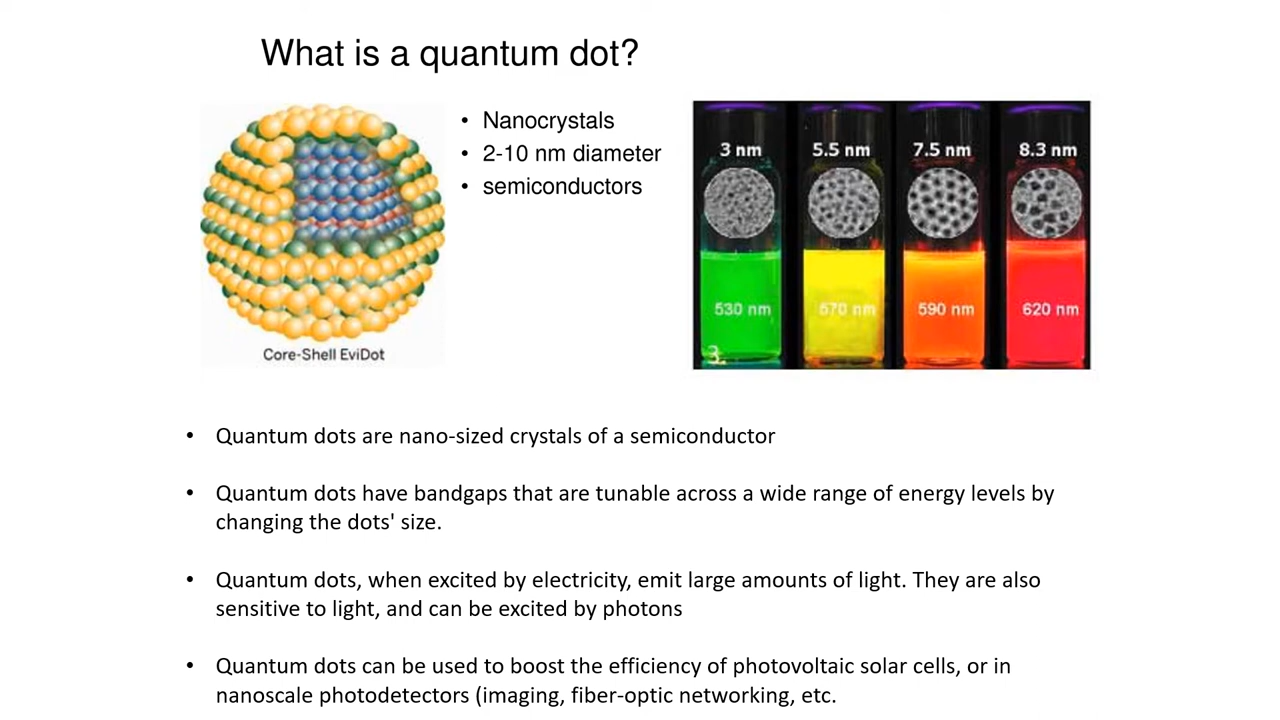 What is a quantum dot?
• Nanocrystals
• 2-10 nm diameter
• semiconductors
Core-Shell EviDot
3 nm 5.5 nm 7.5 nm 8.3 nm
530 nm 570 nm 590 nm 620 nm
3.
• Quantum dots are nano-sized crystals of a semiconductor
• Quantum dots have bandgaps that are tunable across a wide range of energy levels by
changing the dots' size.
• Quantum dots, when excited by electricity, emit large amounts of light. They are also
sensitive to light, and can be excited by photons
• Quantum dots can be used to boost the efficiency of photovoltaic solar cells, or in
nanoscale photodetectors (imaging, fiber-optic networking, etc.